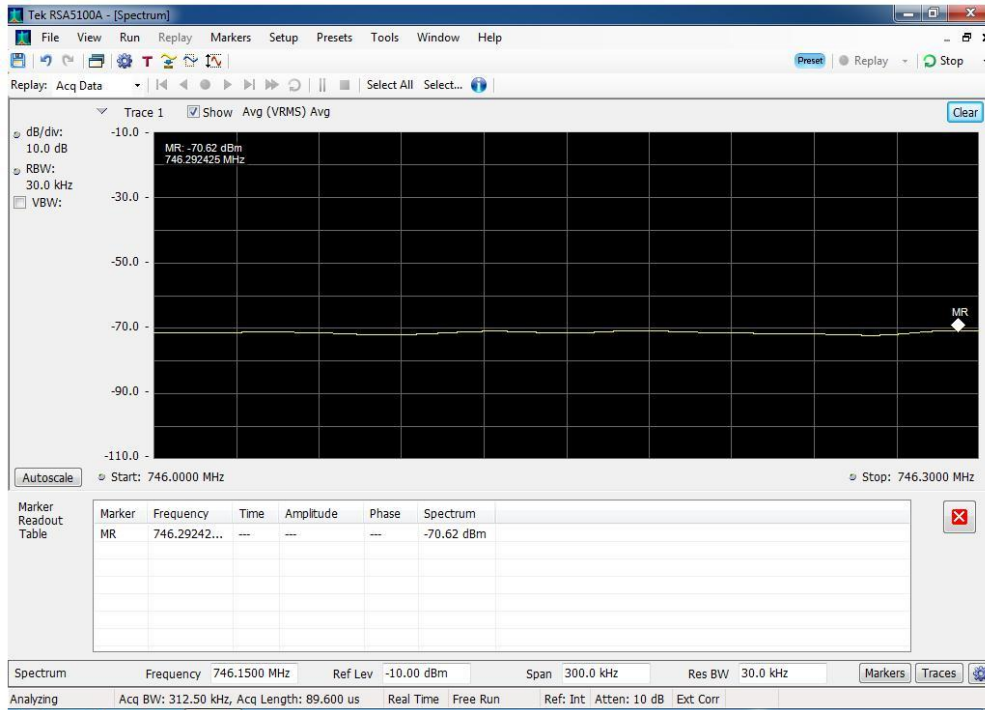 Tek RSA5100A - [Spectrum]
File View Run Replay Markers Setup Presets Tools Window Help
T Preset Replay Stop
Replay: Acq Data Select All Select...
Trace 1 Show Avg (VRMS) Avg Clear
dB/div:
10.0 dB
RBW:
30.0 kHz
VBW:
-10.0
-30.0
-50.0
-70.0
-90.0
-110.0
MR: -70.62 dBm
746.292425 MHz
MR
Autoscale Start: 746.0000 MHz Stop: 746.3000 MHz
Marker
Readout
Table
Marker Frequency Time Amplitude Phase Spectrum
MR 746.29242... --- --- --- -70.62 dBm
Spectrum Frequency 746.1500 MHz Ref Lev -10.00 dBm Span 300.0 kHz Res BW 30.0 kHz Markers Traces
Analyzing Acq BW: 312.50 kHz, Acq Length: 89.600 us Real Time Free Run Ref: Int Atten: 10 dB Ext Corr